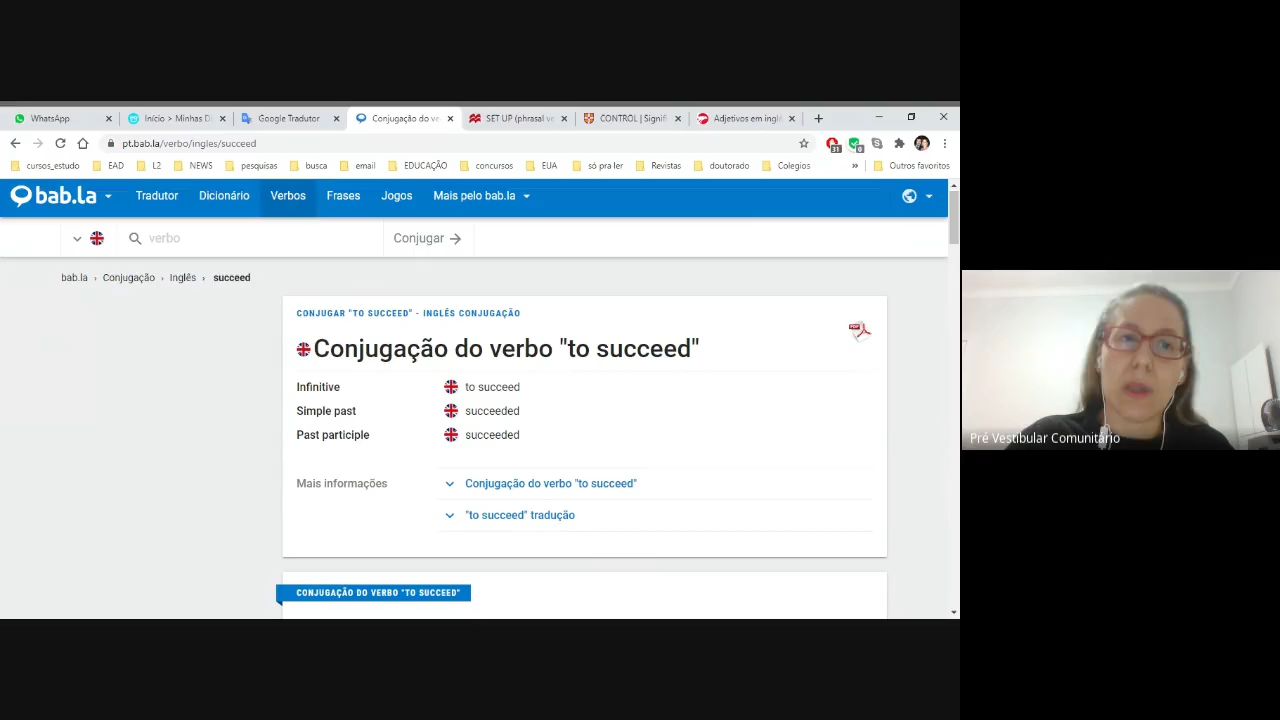 WhatsApp
Início > Minhas D
Google Tradutor
Conjugação do ve
SET UP (phrasal ve
CONTROL | Signifi
Adjetivos em inglê
pt.bab.la/verbo/ingles/succeed
cursos_estudo
EAD
L2
NEWS
pesquisas
busca
email
EDUCAÇÃO
concursos
EUA
só pra ler
Revistas
doutorado
Colegios
»
Outros favoritos
bab.la
Tradutor
Dicionário
Verbos
Frases
Jogos
Mais pelo bab.la
verbo
Conjugar
bab.la › Conjugação › Inglês › succeed
CONJUGAR "TO SUCCEED" - INGLÊS CONJUGAÇÃO
PDF
Conjugação do verbo "to succeed"
Infinitive to succeed
Simple past succeeded
Past participle succeeded
Mais informações Conjugação do verbo "to succeed"
"to succeed" tradução
CONJUGAÇÃO DO VERBO "TO SUCCEED"
Pré Vestibular Comunitário